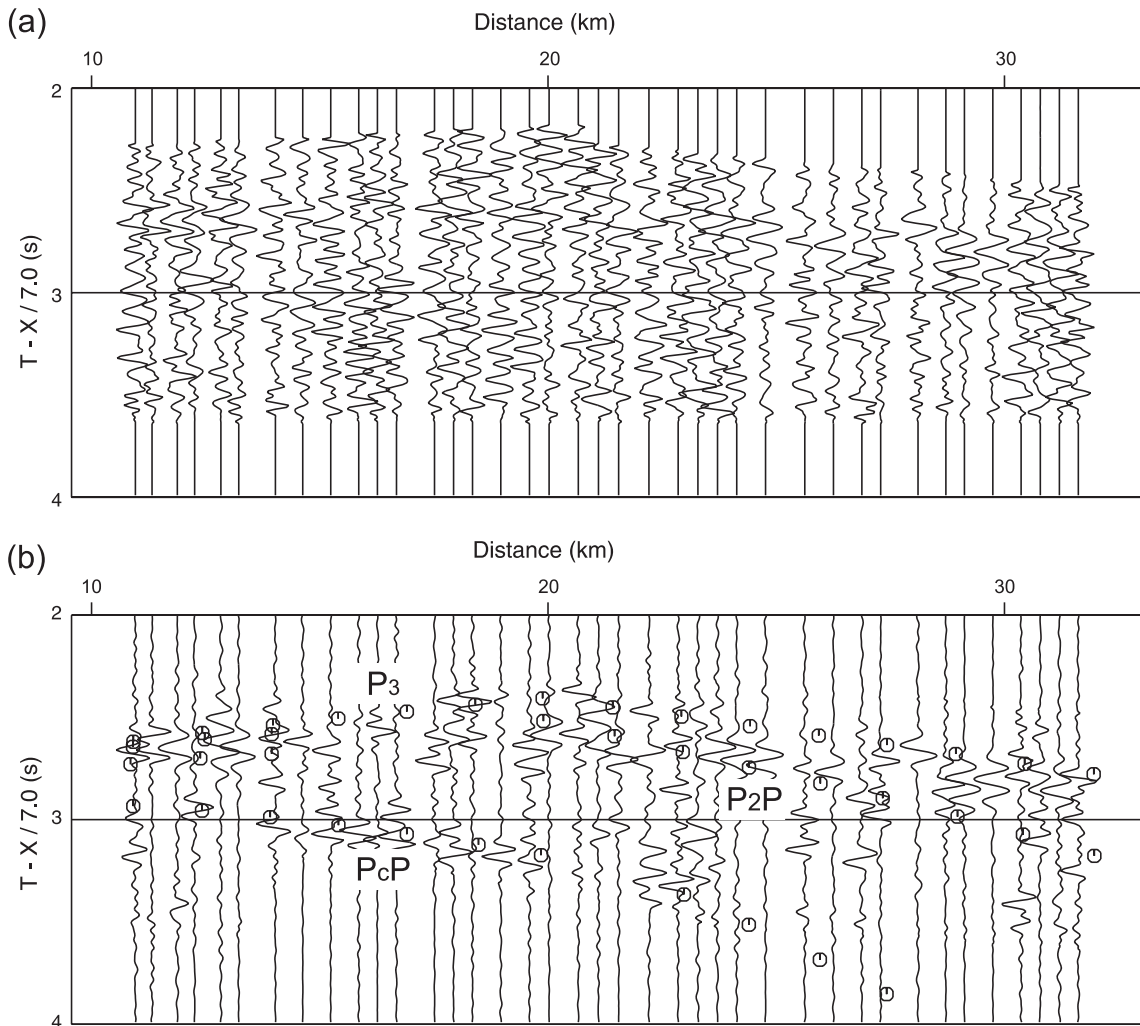 (a)
Distance (km)
10 20 30
2
3
4
T - X / 7.0 (s)
(b)
Distance (km)
10 20 30
2
3
4
T - X / 7.0 (s)
P3
P2P
PcP